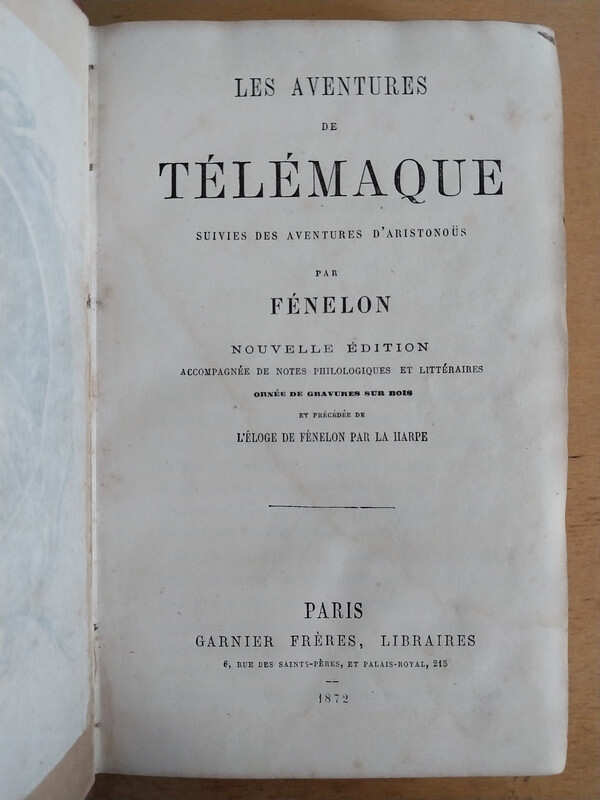 LES AVENTURES
DE
TÉLÉMAQUE
SUIVIES DES AVENTURES D'ARISTONOÜS
PAR
FÉNELON
NOUVELLE ÉDITION
ACCOMPAGNÉE DE NOTES PHILOLOGIQUES ET LITTÉRAIRES
ORNÉE DE GRAVURES SUR BOIS
ET PRÉCÉDÉE DE
L'ÉLOGE DE FÉNELON PAR LA HARPE
PARIS
GARNIER FRÈRES, LIBRAIRES
6, RUE DES SAINTS-PÈRES, ET PALAIS-ROYAL, 215
1872